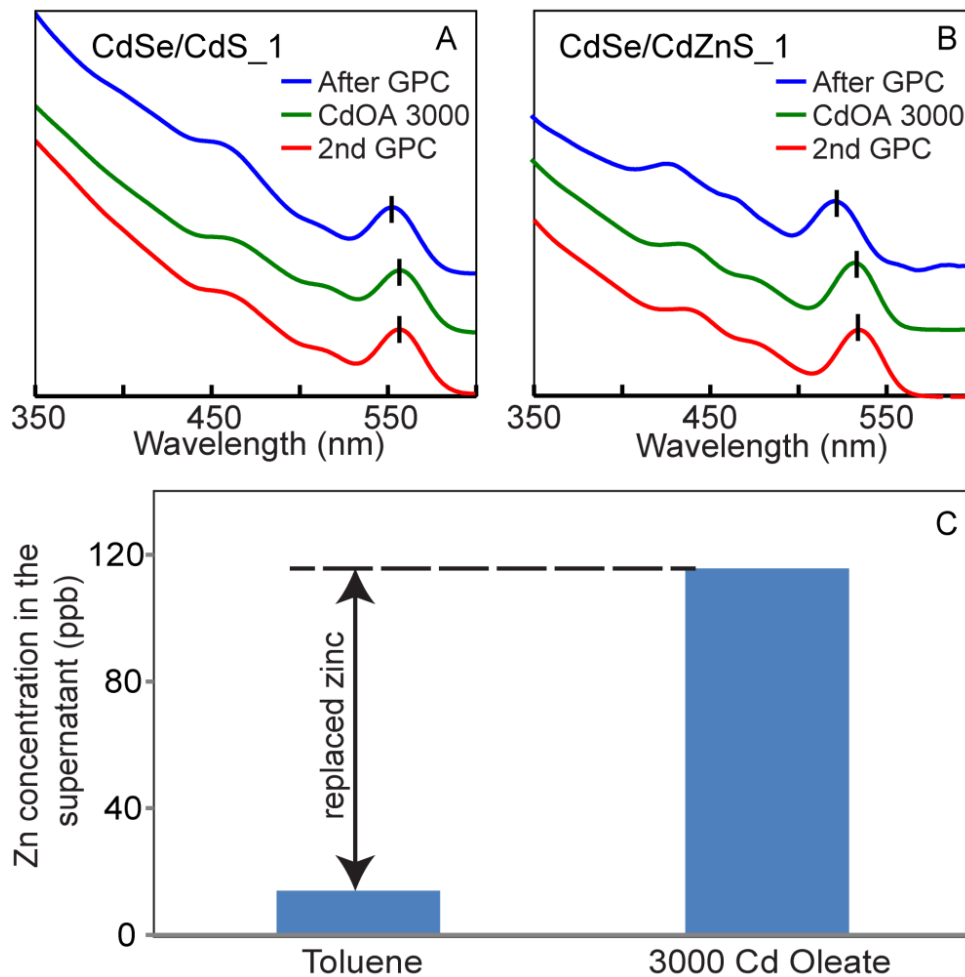 CdSe/CdS_1
A
After GPC
CdOA 3000
2nd GPC
350
450
550
Wavelength (nm)
CdSe/CdZnS_1
B
After GPC
CdOA 3000
2nd GPC
350
450
550
Wavelength (nm)
C
Zn concentration in the
supernatant (ppb)
120
80
40
0
replaced zinc
Toluene
3000 Cd Oleate